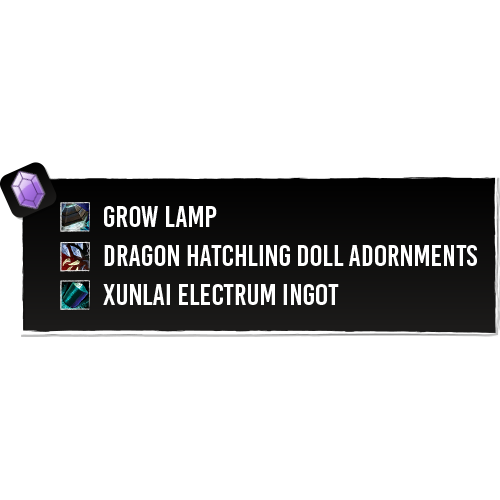 GROW LAMP
DRAGON HATCHLING DOLL ADORNMENTS
XUNLAI ELECTRUM INGOT